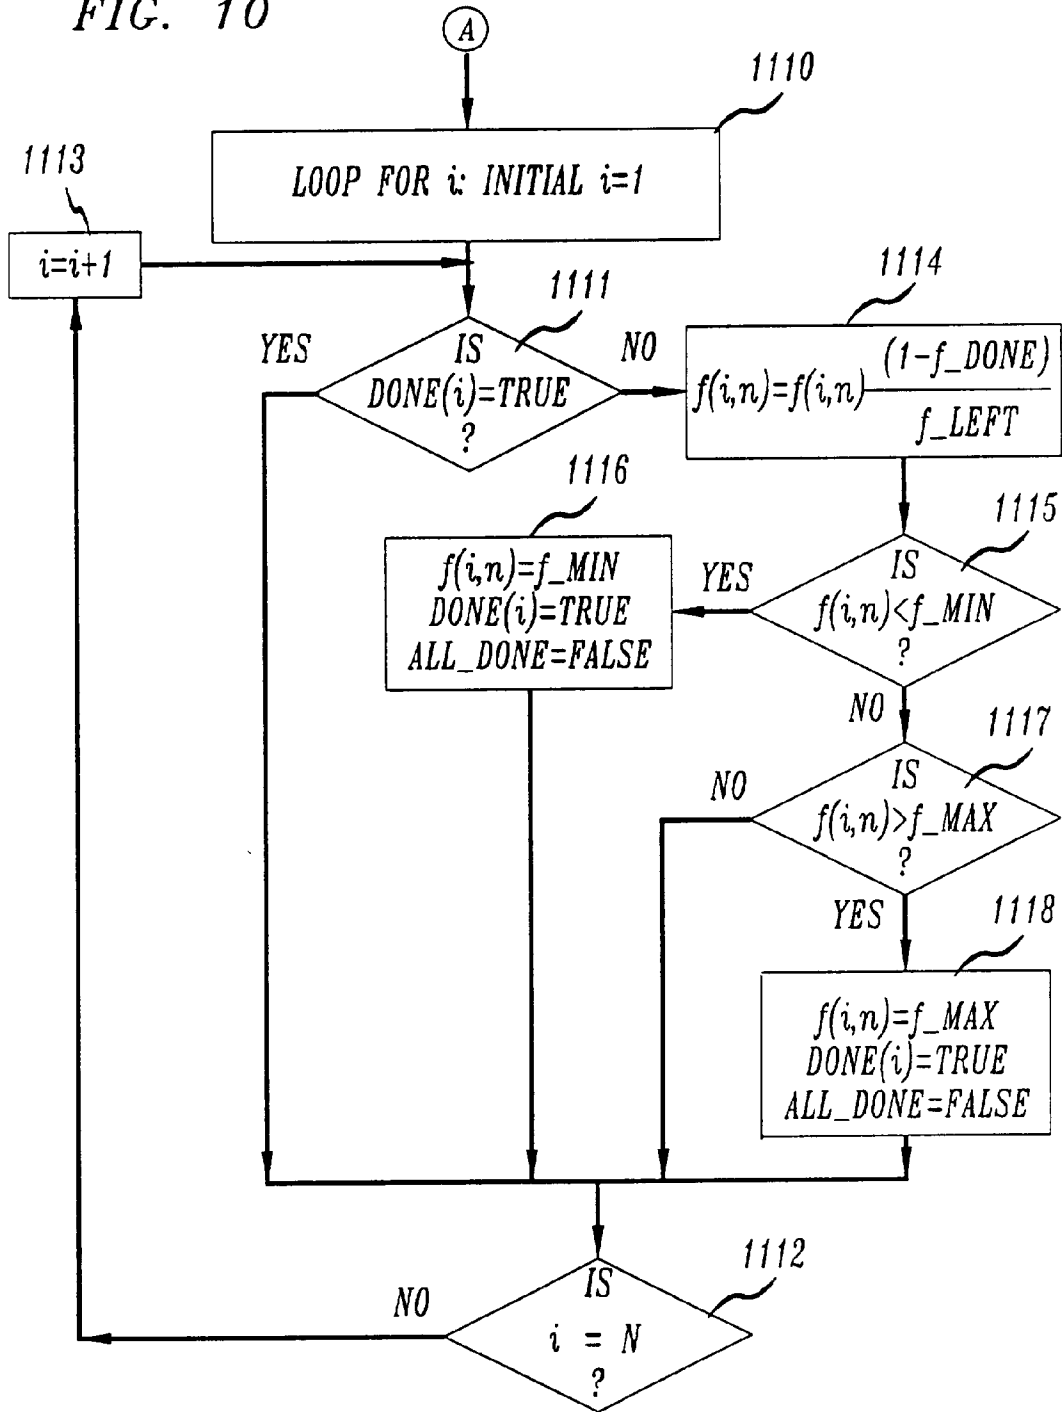 FIG. 10
A
1110
LOOP FOR i: INITIAL i=1
1113
i=i+1
1111
YES
IS
DONE(i)=TRUE
?
NO
1114
f(i,n)=f(i,n) (1-f_DONE)
f_LEFT
1116
f(i,n)=f_MIN
DONE(i)=TRUE
ALL_DONE=FALSE
1115
YES
IS
f(i,n)<f_MIN
?
NO
1117
NO
IS
f(i,n)>f_MAX
?
YES
1118
f(i,n)=f_MAX
DONE(i)=TRUE
ALL_DONE=FALSE
1112
NO
IS
i = N
?